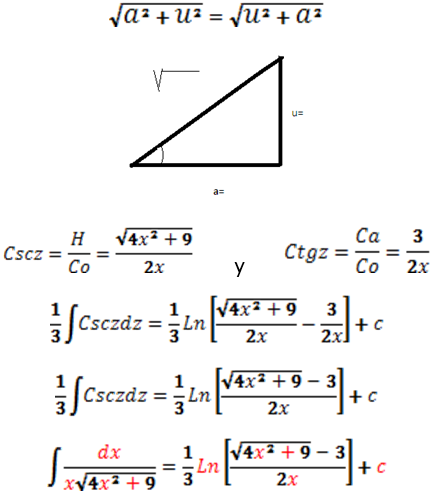 √a² + u² = √u² + a²
√
u=
a=
Cscz = H/Co = √4x² + 9/2x y Ctgz = Ca/Co = 3/2x
1/3 ∫Csczdz = 1/3 Ln [√4x² + 9/2x − 3/2x] + c
1/3 ∫Csczdz = 1/3 Ln [√4x² + 9 − 3/2x] + c
∫ dx/x√4x² + 9 = 1/3 Ln [√4x² + 9 − 3/2x] + c